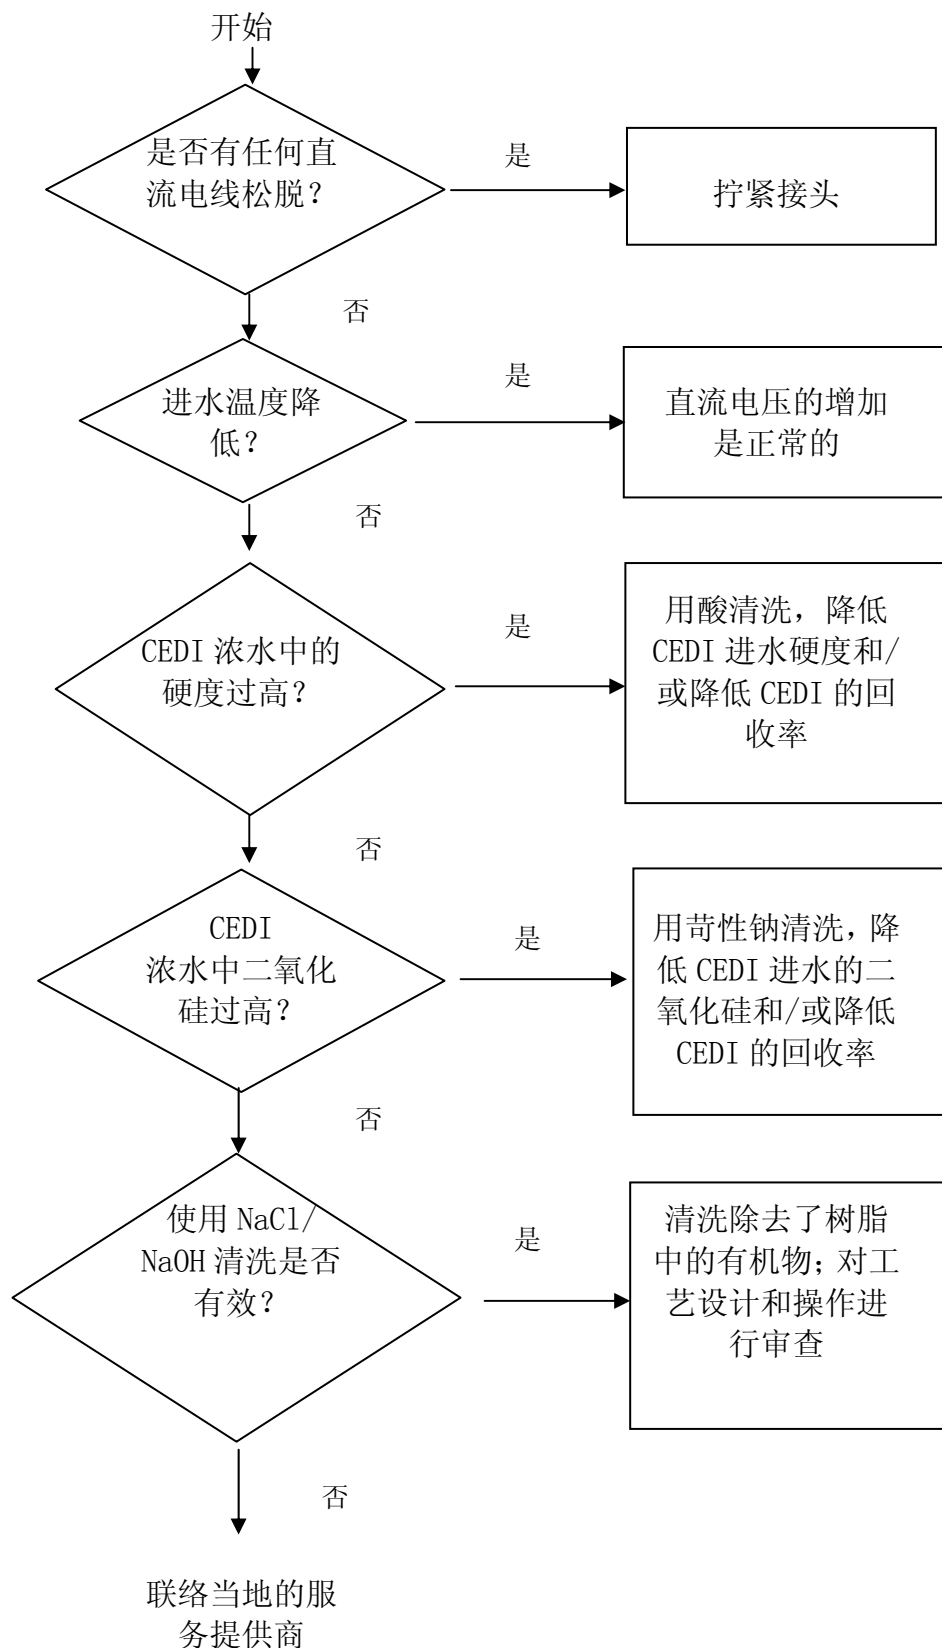 开始
是否有任何直
流电线松脱？
是
拧紧接头
否
进水温度降
低？
是
直流电压的增加
是正常的
否
CEDI 浓水中的
硬度过高？
是
用酸清洗，降低
CEDI 进水硬度和/
或降低 CEDI 的回
收率
否
CEDI
浓水中二氧化
硅过高？
是
用苛性钠清洗，降
低 CEDI 进水的二
氧化硅和/或降低
CEDI 的回收率
否
使用 NaCl/
NaOH 清洗是否
有效？
是
清洗除去了树脂
中的有机物；对工
艺设计和操作进
行审查
否
联络当地的服
务提供商